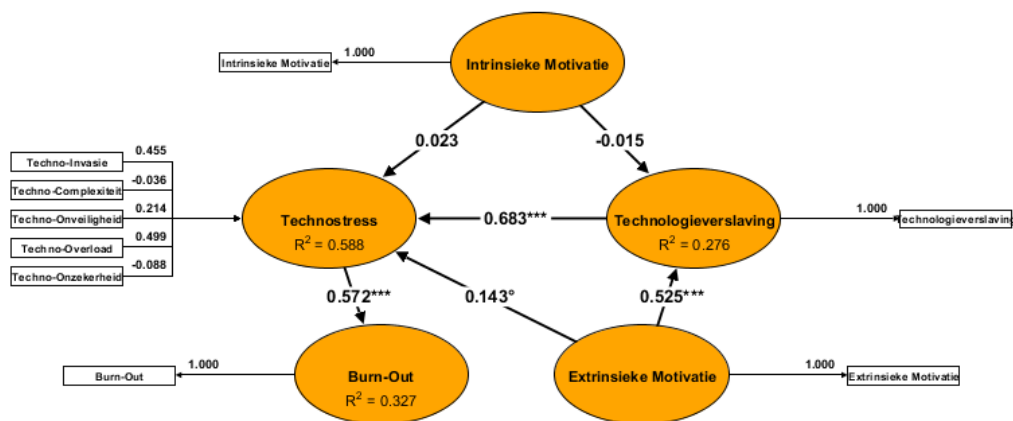 1.000
Intrinsieke Motivatie
Intrinsieke Motivatie
0.023
-0.015
Techno-Invasie
0.455
Techno-Complexiteit
-0.036
Techno-Onveiligheid
0.214
Techno-Overload
0.499
Techno-Onzekerheid
-0.088
Technostress
R² = 0.588
0.683***
Technologieverslaving
R² = 0.276
1.000
Technologieverslaving
0.572***
0.143°
0.525***
Burn-Out
1.000
Burn-Out
R² = 0.327
Extrinsieke Motivatie
1.000
Extrinsieke Motivatie